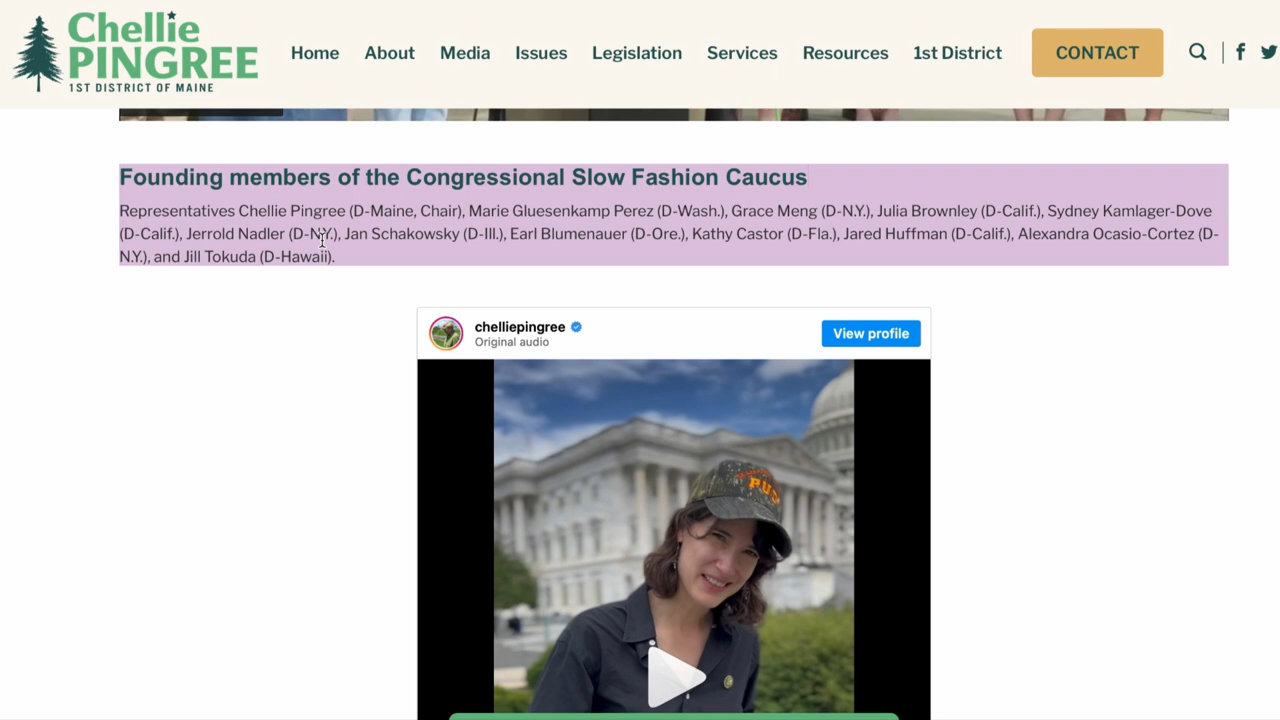 Chellie
PINGREE
1ST DISTRICT OF MAINE
Home About Media Issues Legislation Services Resources 1st District CONTACT
Founding members of the Congressional Slow Fashion Caucus
Representatives Chellie Pingree (D-Maine, Chair), Marie Gluesenkamp Perez (D-Wash.), Grace Meng (D-N.Y.), Julia Brownley (D-Calif.), Sydney Kamlager-Dove
(D-Calif.), Jerrold Nadler (D-N.Y.), Jan Schakowsky (D-Ill.), Earl Blumenauer (D-Ore.), Kathy Castor (D-Fla.), Jared Huffman (D-Calif.), Alexandra Ocasio-Cortez (D-
N.Y.), and Jill Tokuda (D-Hawaii).
chelliepingree
Original audio
View profile